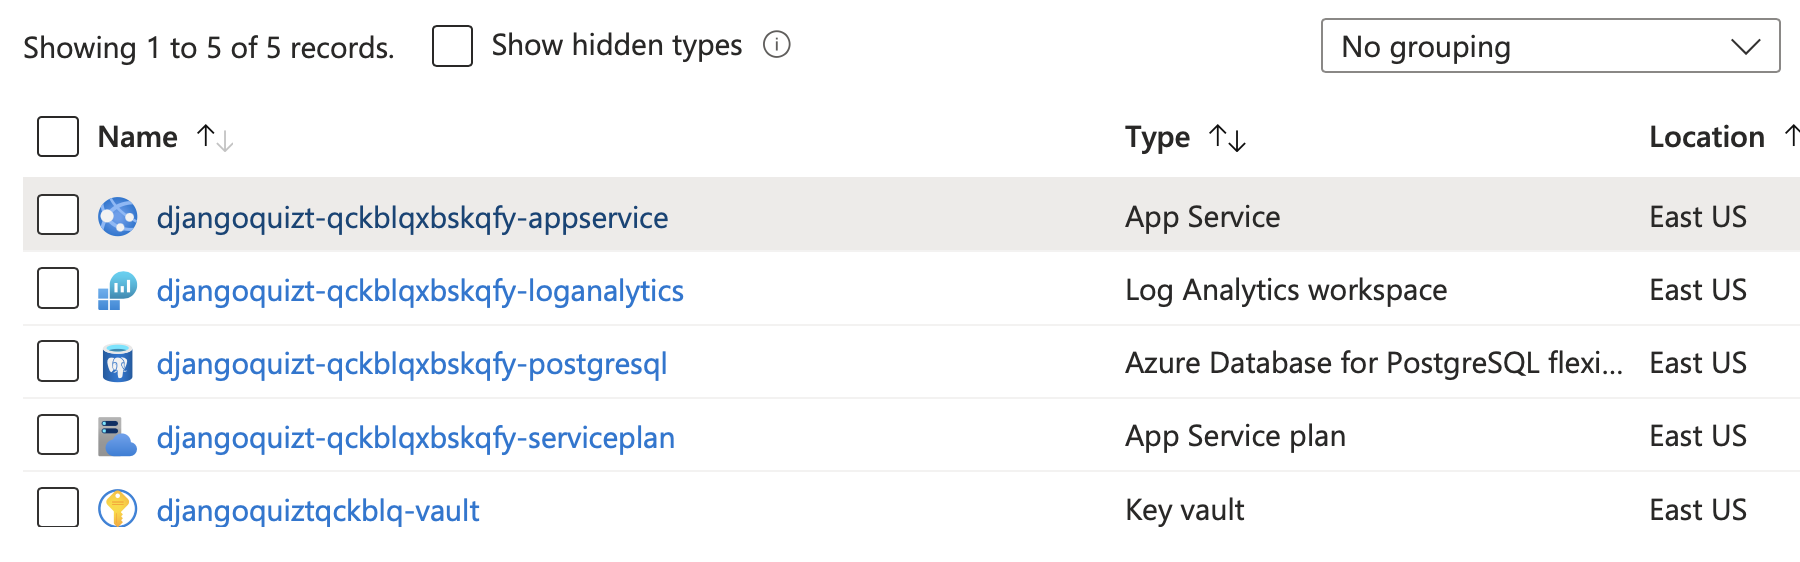 Showing 1 to 5 of 5 records. Show hidden types No grouping
Name Type Location
djangoquizt-qckblqxbskqfy-appservice App Service East US
djangoquizt-qckblqxbskqfy-loganalytics Log Analytics workspace East US
djangoquizt-qckblqxbskqfy-postgresql Azure Database for PostgreSQL flexi... East US
djangoquizt-qckblqxbskqfy-serviceplan App Service plan East US
djangoquiztqckblq-vault Key vault East US